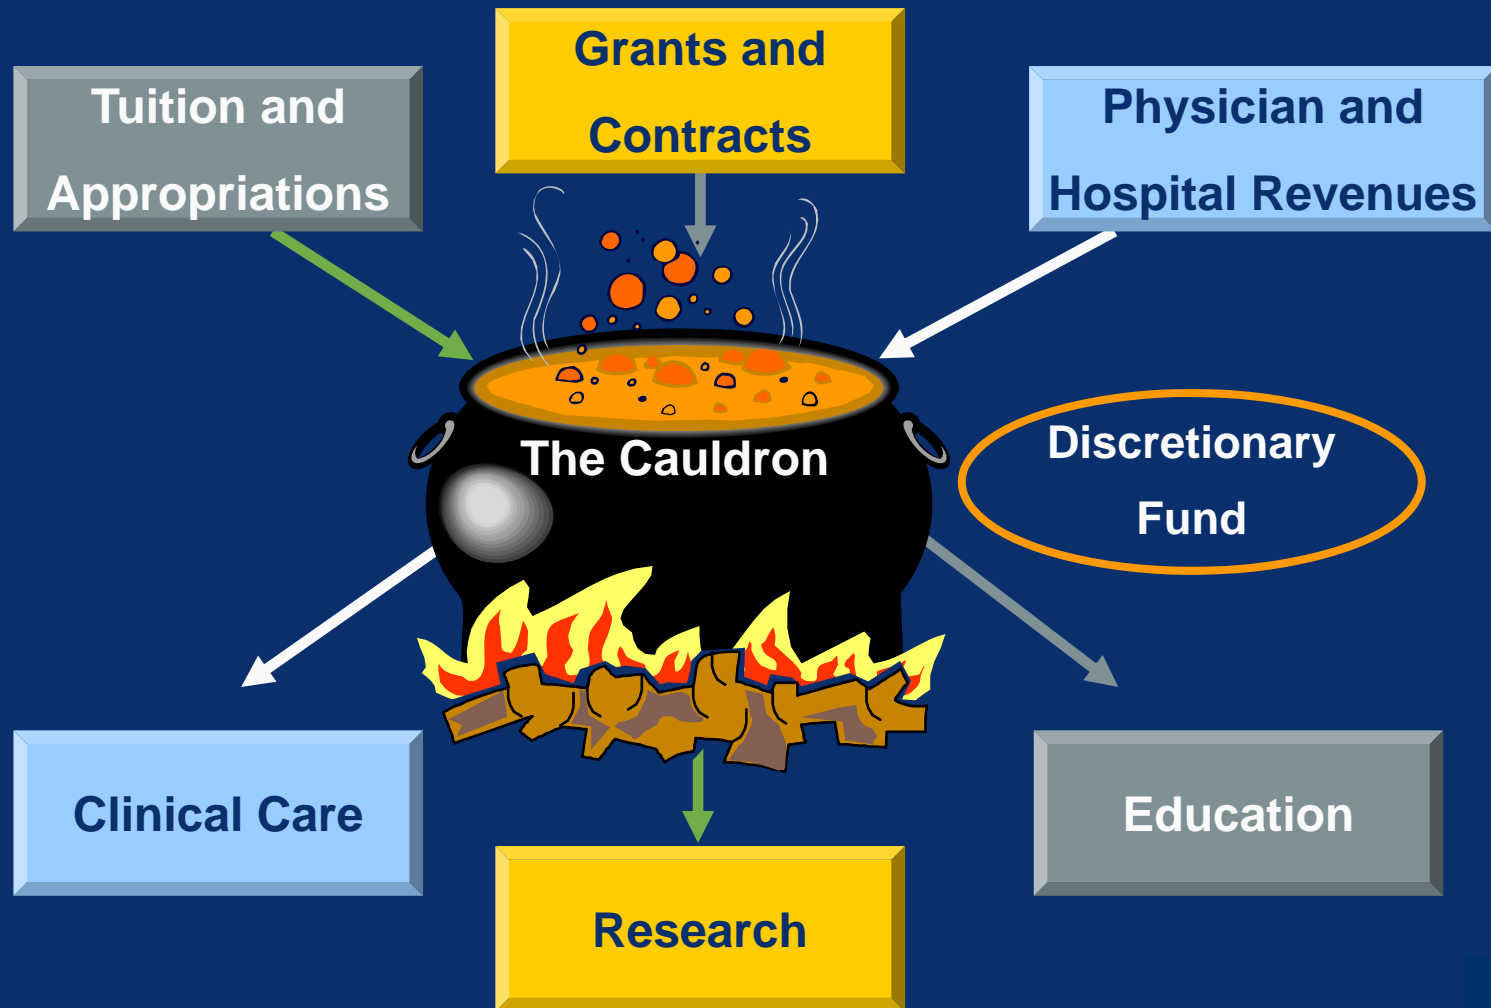 Grants and
Contracts
Tuition and
Appropriations
Physician and
Hospital Revenues
The Cauldron
Discretionary
Fund
Clinical Care
Education
Research